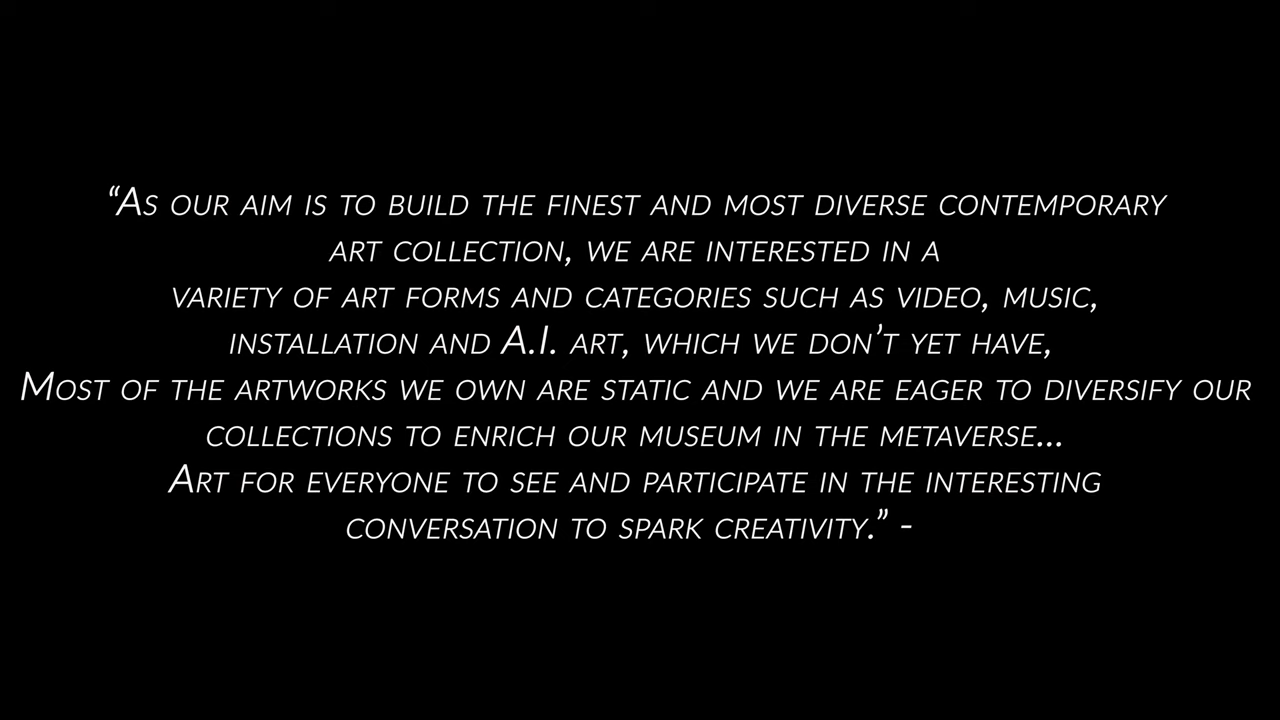 “As our aim is to build the finest and most diverse contemporary
art collection, we are interested in a
variety of art forms and categories such as video, music,
installation and A.I. art, which we don’t yet have,
Most of the artworks we own are static and we are eager to diversify our
collections to enrich our museum in the metaverse...
Art for everyone to see and participate in the interesting
conversation to spark creativity.” -